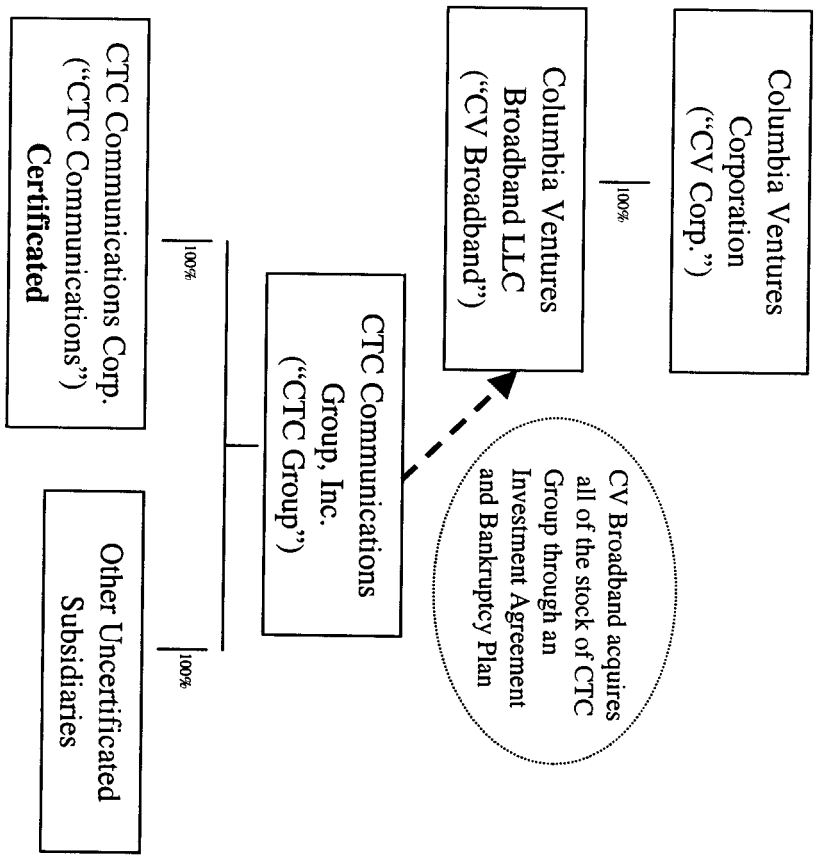 Columbia Ventures
Corporation
("CV Corp.")
100%
Columbia Ventures
Broadband LLC
("CV Broadband")
CV Broadband acquires
all of the stock of CTC
Group through an
Investment Agreement
and Bankruptcy Plan
CTC Communications
Group, Inc.
("CTC Group")
100%
100%
CTC Communications Corp.
("CTC Communications")
Certificated
Other Uncertificated
Subsidiaries